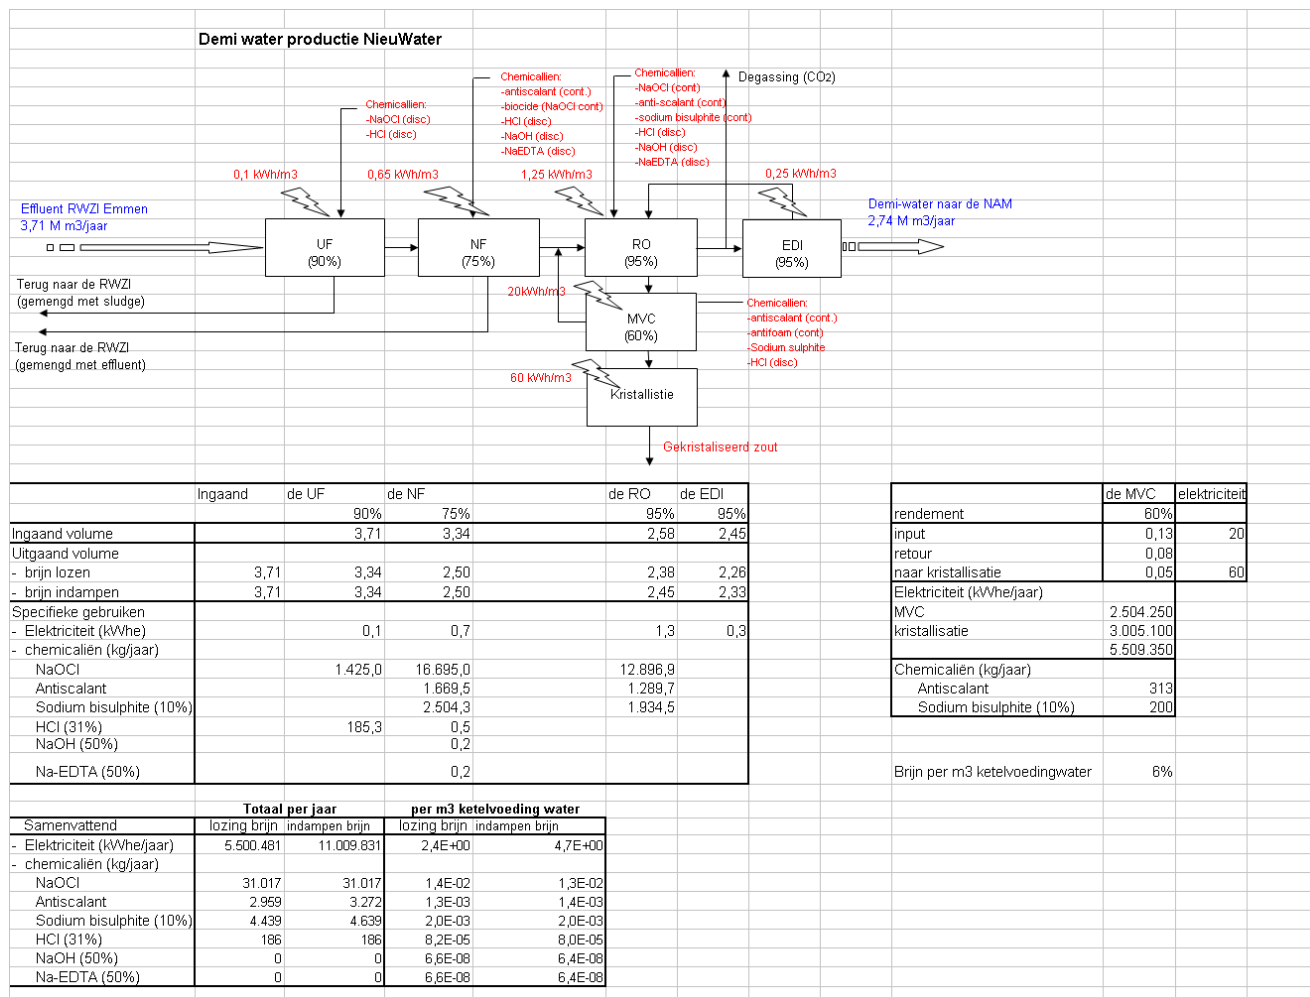 Demi water productie NieuWater
Chemicallien:
-NaOCl (disc)
-HCl (disc)
Chemicallien:
-antiscalant (cont.)
-biocide (NaOCl cont)
-HCl (disc)
-NaOH (disc)
-NaEDTA (disc)
Chemicallien:
-NaOCl (cont)
-anti-scalant (cont)
-sodium bisulphite (cont)
-HCl (disc)
-NaOH (disc)
-NaEDTA (disc)
Degassing (CO2)
0,1 kWh/m3
0,65 kWh/m3
1,25 kWh/m3
0,25 kWh/m3
Effluent RWZI Emmen
3,71 M m3/jaar
UF
(90%)
NF
(75%)
RO
(95%)
EDI
(95%)
Demi-water naar de NAM
2,74 M m3/jaar
Terug naar de RWZI
(gemengd met sludge)
Terug naar de RWZI
(gemengd met effluent)
20kWh/m3
MVC
(60%)
Chemicallien:
-antiscalant (cont.)
-antifoam (cont)
-Sodium sulphite
-HCl (disc)
60 kWh/m3
Kristallistie
Gekristaliseerd zout
Ingaand de UF de NF de RO de EDI
90% 75% 95% 95%
Ingaand volume 3,71 3,34 2,58 2,45
Uitgaand volume
- brijn lozen 3,71 3,34 2,50 2,38 2,26
- brijn indampen 3,71 3,34 2,50 2,45 2,33
Specifieke gebruiken
- Elektriciteit (kWhe) 0,1 0,7 1,3 0,3
- chemicaliën (kg/jaar)
NaOCl 1.425,0 16.695,0 12.896,9
Antiscalant 1.669,5 1.289,7
Sodium bisulphite (10%) 2.504,3 1.934,5
HCl (31%) 185,3 0,5
NaOH (50%) 0,2
Na-EDTA (50%) 0,2
de MVC elektriciteit
rendement 60%
input 0,13 20
retour 0,08
naar kristallisatie 0,05 60
Elektriciteit (kWhe/jaar)
MVC 2.504.250
kristallisatie 3.005.100
5.509.350
Chemicaliën (kg/jaar)
Antiscalant 313
Sodium bisulphite (10%) 200
Brijn per m3 ketelvoedingwater 6%
Totaal per jaar per m3 ketelvoeding water
Samenvattend lozing brijn indampen brijn lozing brijn indampen brijn
- Elektriciteit (kWhe/jaar) 5.500.481 11.009.831 2,4E+00 4,7E+00
- chemicaliën (kg/jaar)
NaOCl 31.017 31.017 1,4E-02 1,3E-02
Antiscalant 2.959 3.272 1,3E-03 1,4E-03
Sodium bisulphite (10%) 4.439 4.639 2,0E-03 2,0E-03
HCl (31%) 186 186 8,2E-05 8,0E-05
NaOH (50%) 0 0 6,6E-08 6,4E-08
Na-EDTA (50%) 0 0 6,6E-08 6,4E-08